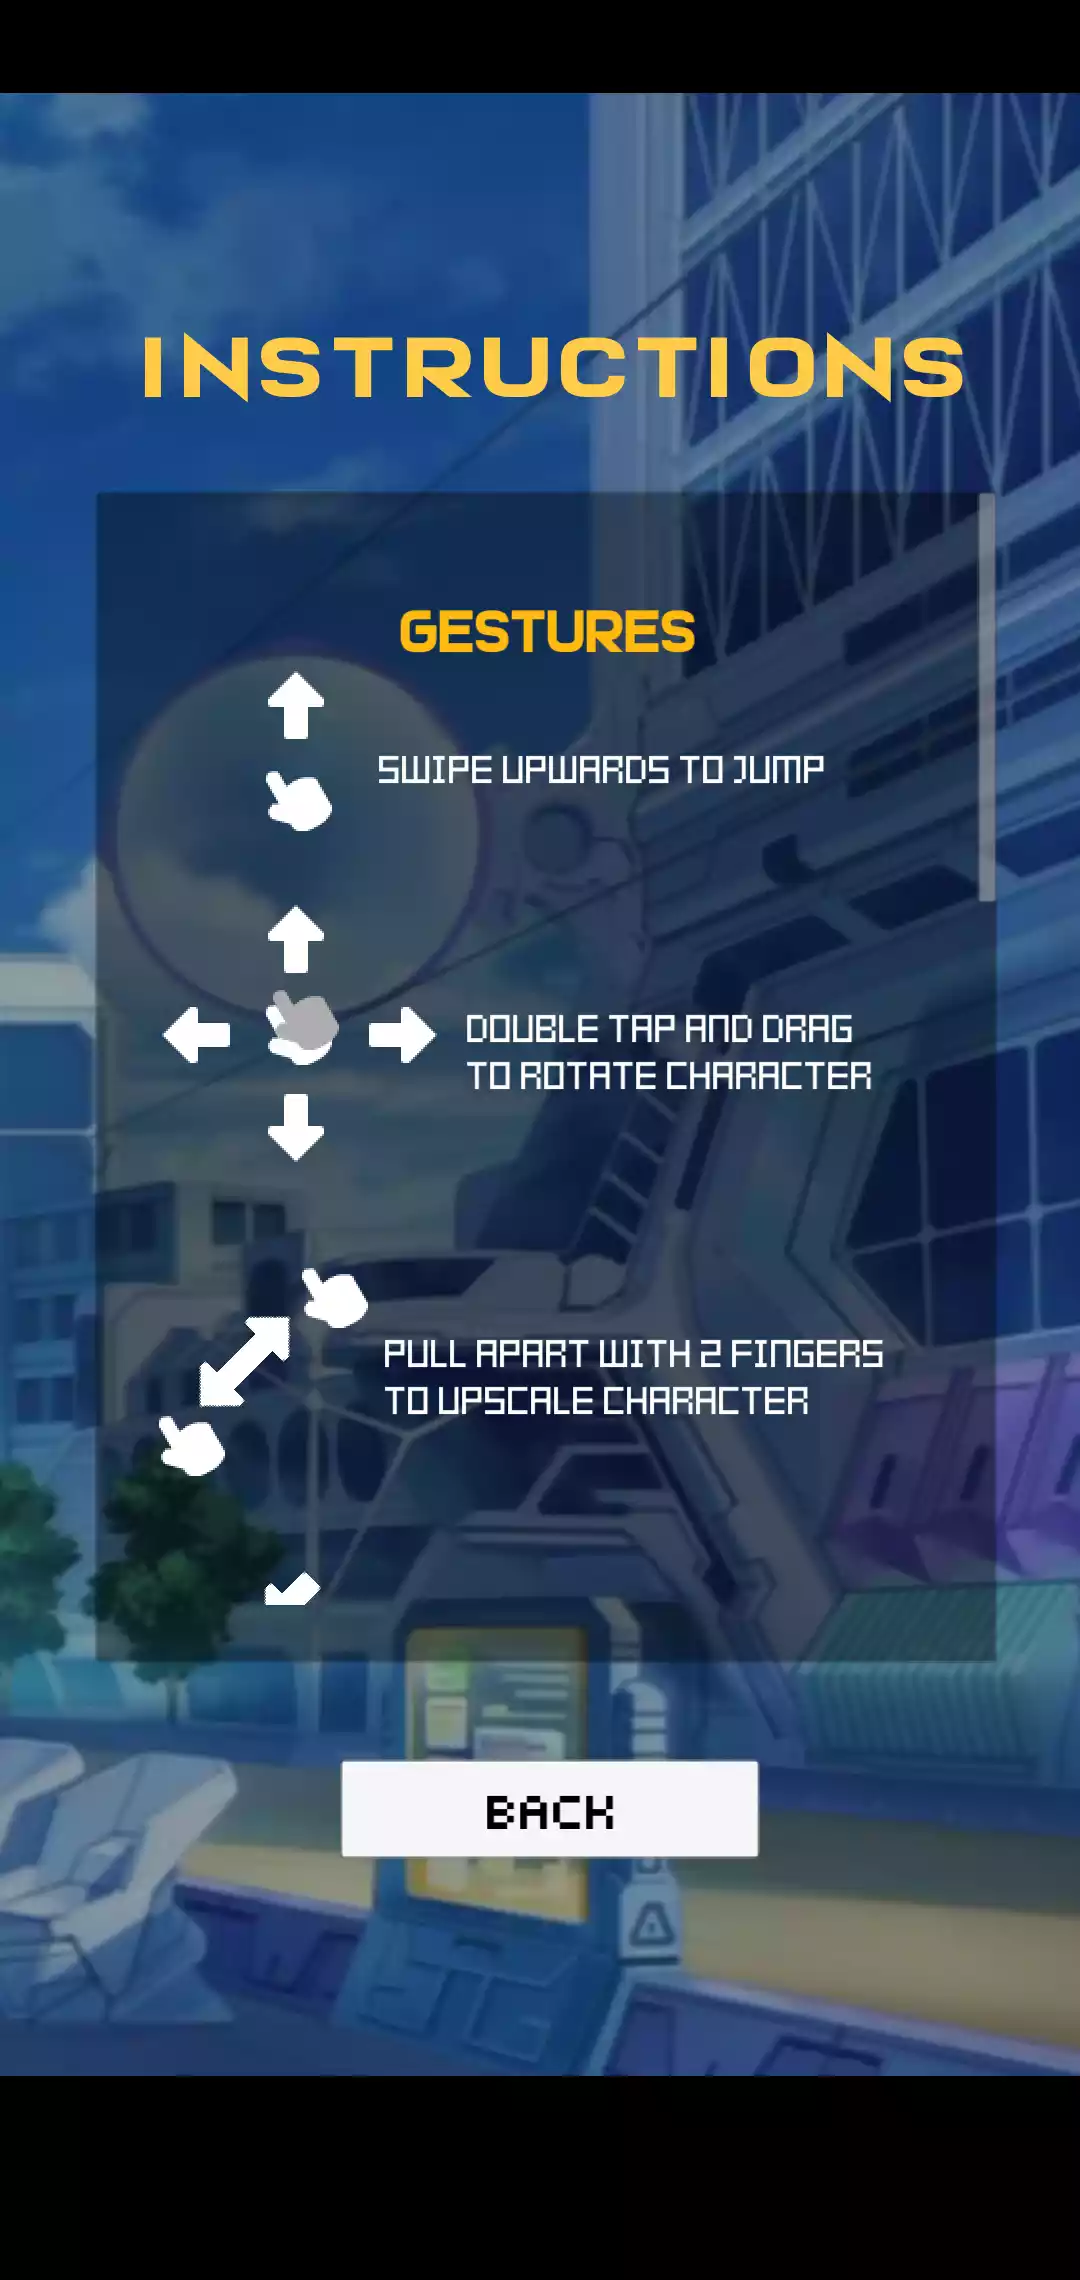 INSTRUCTIONS
GESTURES
SWIPE UPWARDS TO JUMP
DOUBLE TAP AND DRAG
TO ROTATE CHARACTER
PULL APART WITH 2 FINGERS
TO UPSCALE CHARACTER
BACK